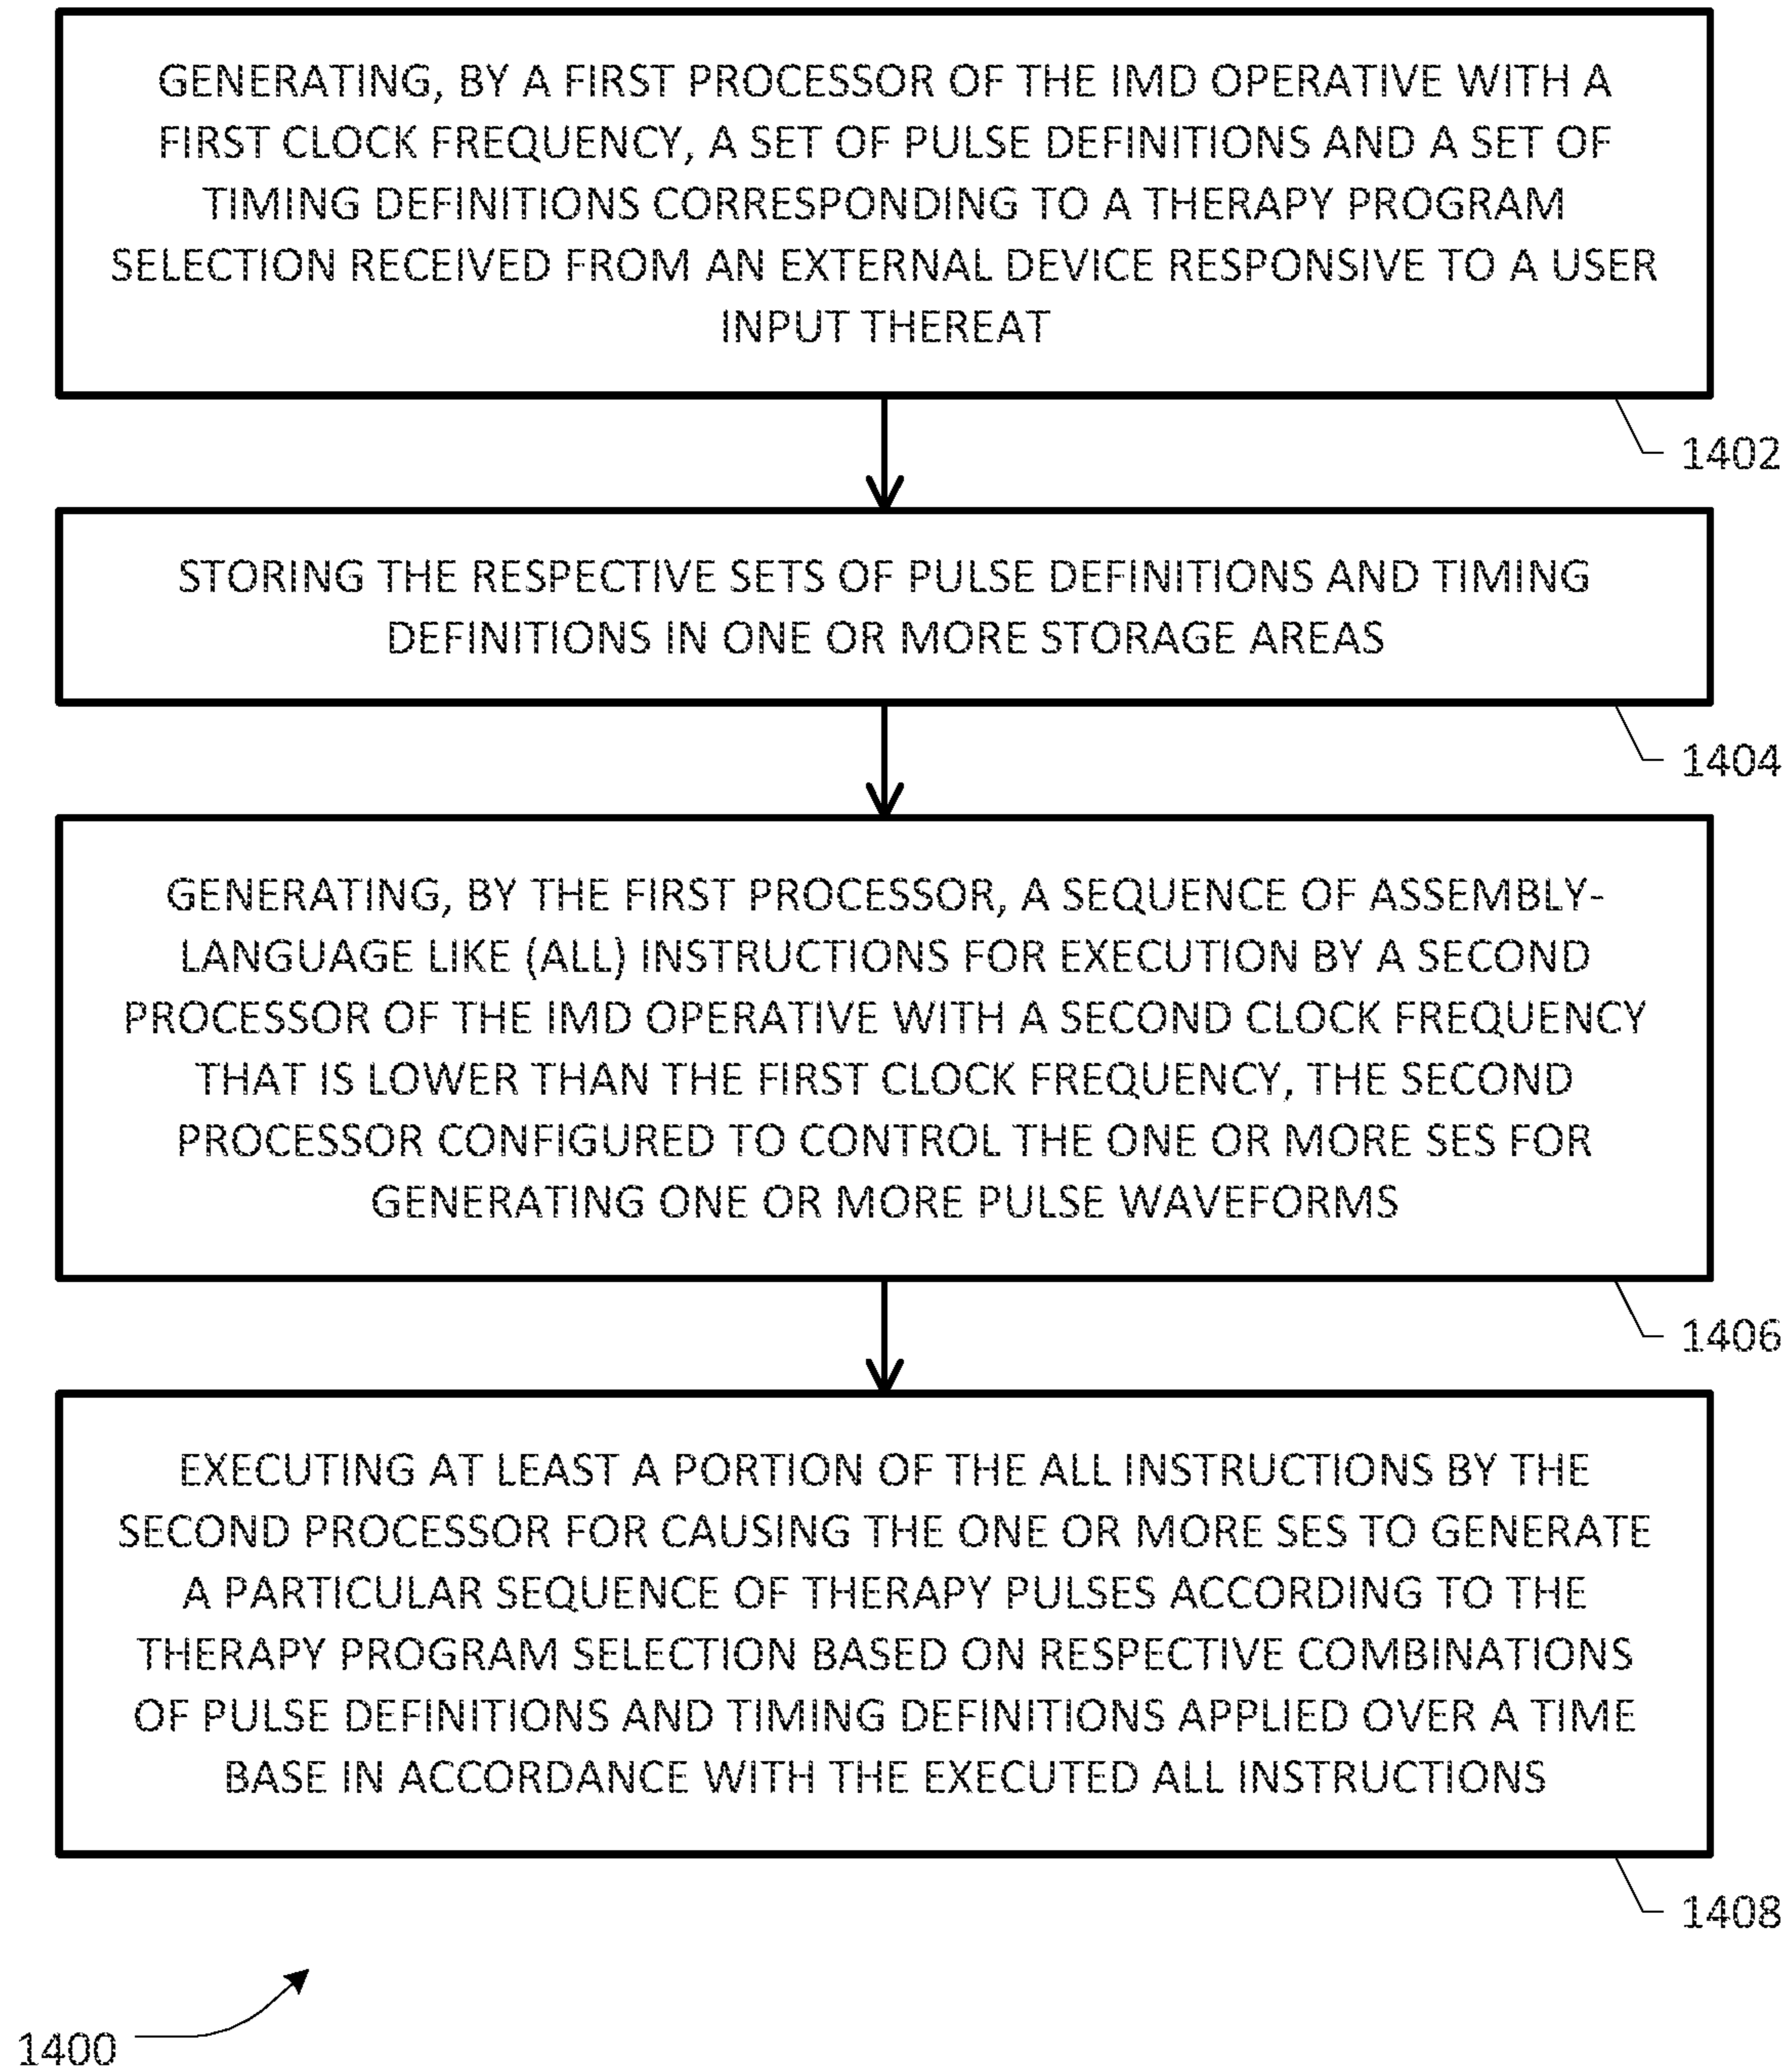 GENERATING, BY A FIRST PROCESSOR OF THE IMD OPERATIVE WITH A
FIRST CLOCK FREQUENCY, A SET OF PULSE DEFINITIONS AND A SET OF
TIMING DEFINITIONS CORRESPONDING TO A THERAPY PROGRAM
SELECTION RECEIVED FROM AN EXTERNAL DEVICE RESPONSIVE TO A USER
INPUT THEREAT
1402
STORING THE RESPECTIVE SETS OF PULSE DEFINITIONS AND TIMING
DEFINITIONS IN ONE OR MORE STORAGE AREAS
1404
GENERATING, BY THE FIRST PROCESSOR, A SEQUENCE OF ASSEMBLY-
LANGUAGE LIKE (ALL) INSTRUCTIONS FOR EXECUTION BY A SECOND
PROCESSOR OF THE IMD OPERATIVE WITH A SECOND CLOCK FREQUENCY
THAT IS LOWER THAN THE FIRST CLOCK FREQUENCY, THE SECOND
PROCESSOR CONFIGURED TO CONTROL THE ONE OR MORE SES FOR
GENERATING ONE OR MORE PULSE WAVEFORMS
1406
EXECUTING AT LEAST A PORTION OF THE ALL INSTRUCTIONS BY THE
SECOND PROCESSOR FOR CAUSING THE ONE OR MORE SES TO GENERATE
A PARTICULAR SEQUENCE OF THERAPY PULSES ACCORDING TO THE
THERAPY PROGRAM SELECTION BASED ON RESPECTIVE COMBINATIONS
OF PULSE DEFINITIONS AND TIMING DEFINITIONS APPLIED OVER A TIME
BASE IN ACCORDANCE WITH THE EXECUTED ALL INSTRUCTIONS
1408
1400